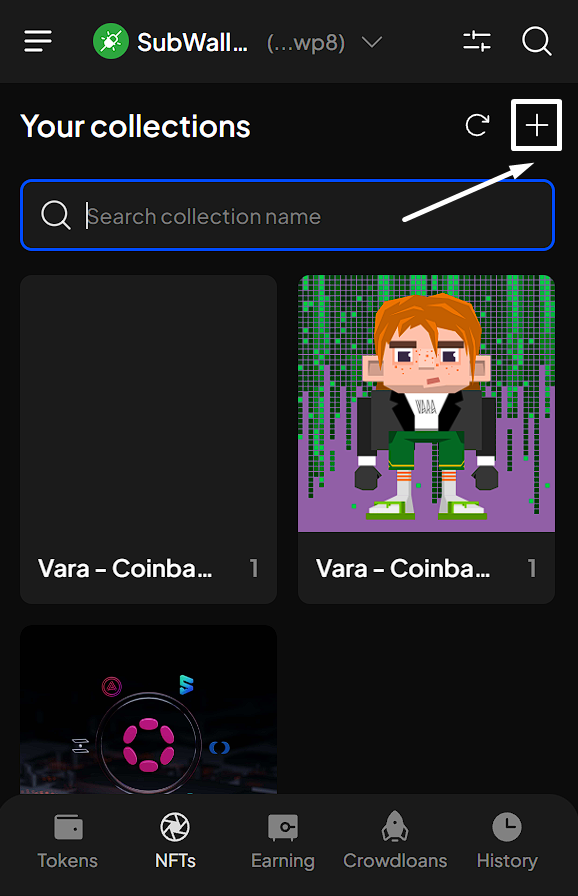 SubWall... (...wp8)
Your collections
Search collection name
VARA
Vara – Coinba... 1
Vara – Coinba... 1
Tokens
NFTs
Earning
Crowdloans
History